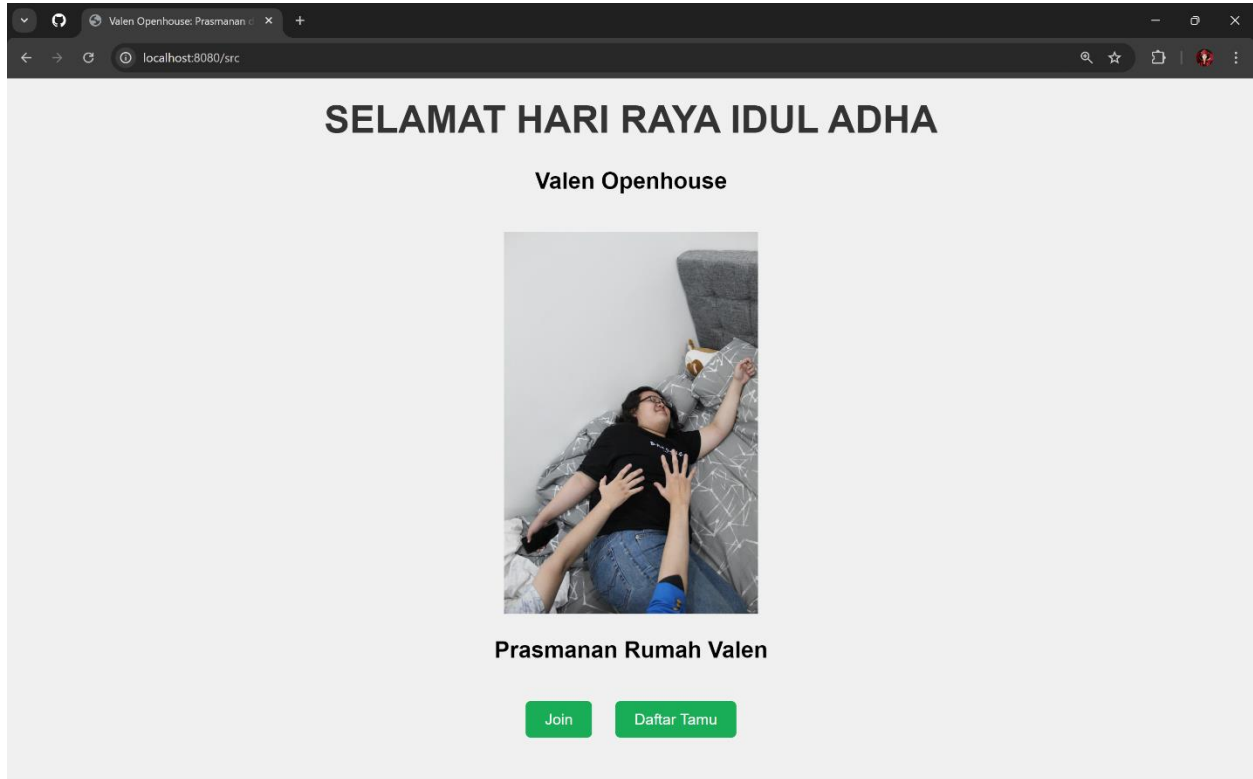 Valen Openhouse: Prasmanan d
localhost:8080/src
SELAMAT HARI RAYA IDUL ADHA
Valen Openhouse
Prasmanan Rumah Valen
Join
Daftar Tamu